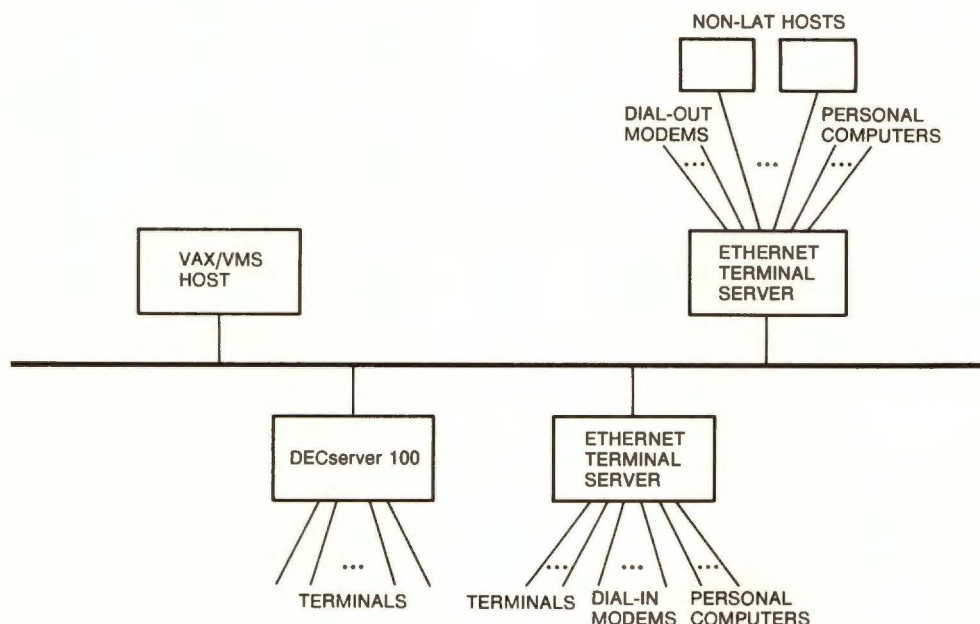 NON-LAT HOSTS
DIAL-OUT
MODEMS
PERSONAL
COMPUTERS
...
...
...
VAX/VMS
HOST
ETHERNET
TERMINAL
SERVER
DECserver 100
ETHERNET
TERMINAL
SERVER
...
...
...
...
TERMINALS
TERMINALS
DIAL-IN
MODEMS
PERSONAL
COMPUTERS